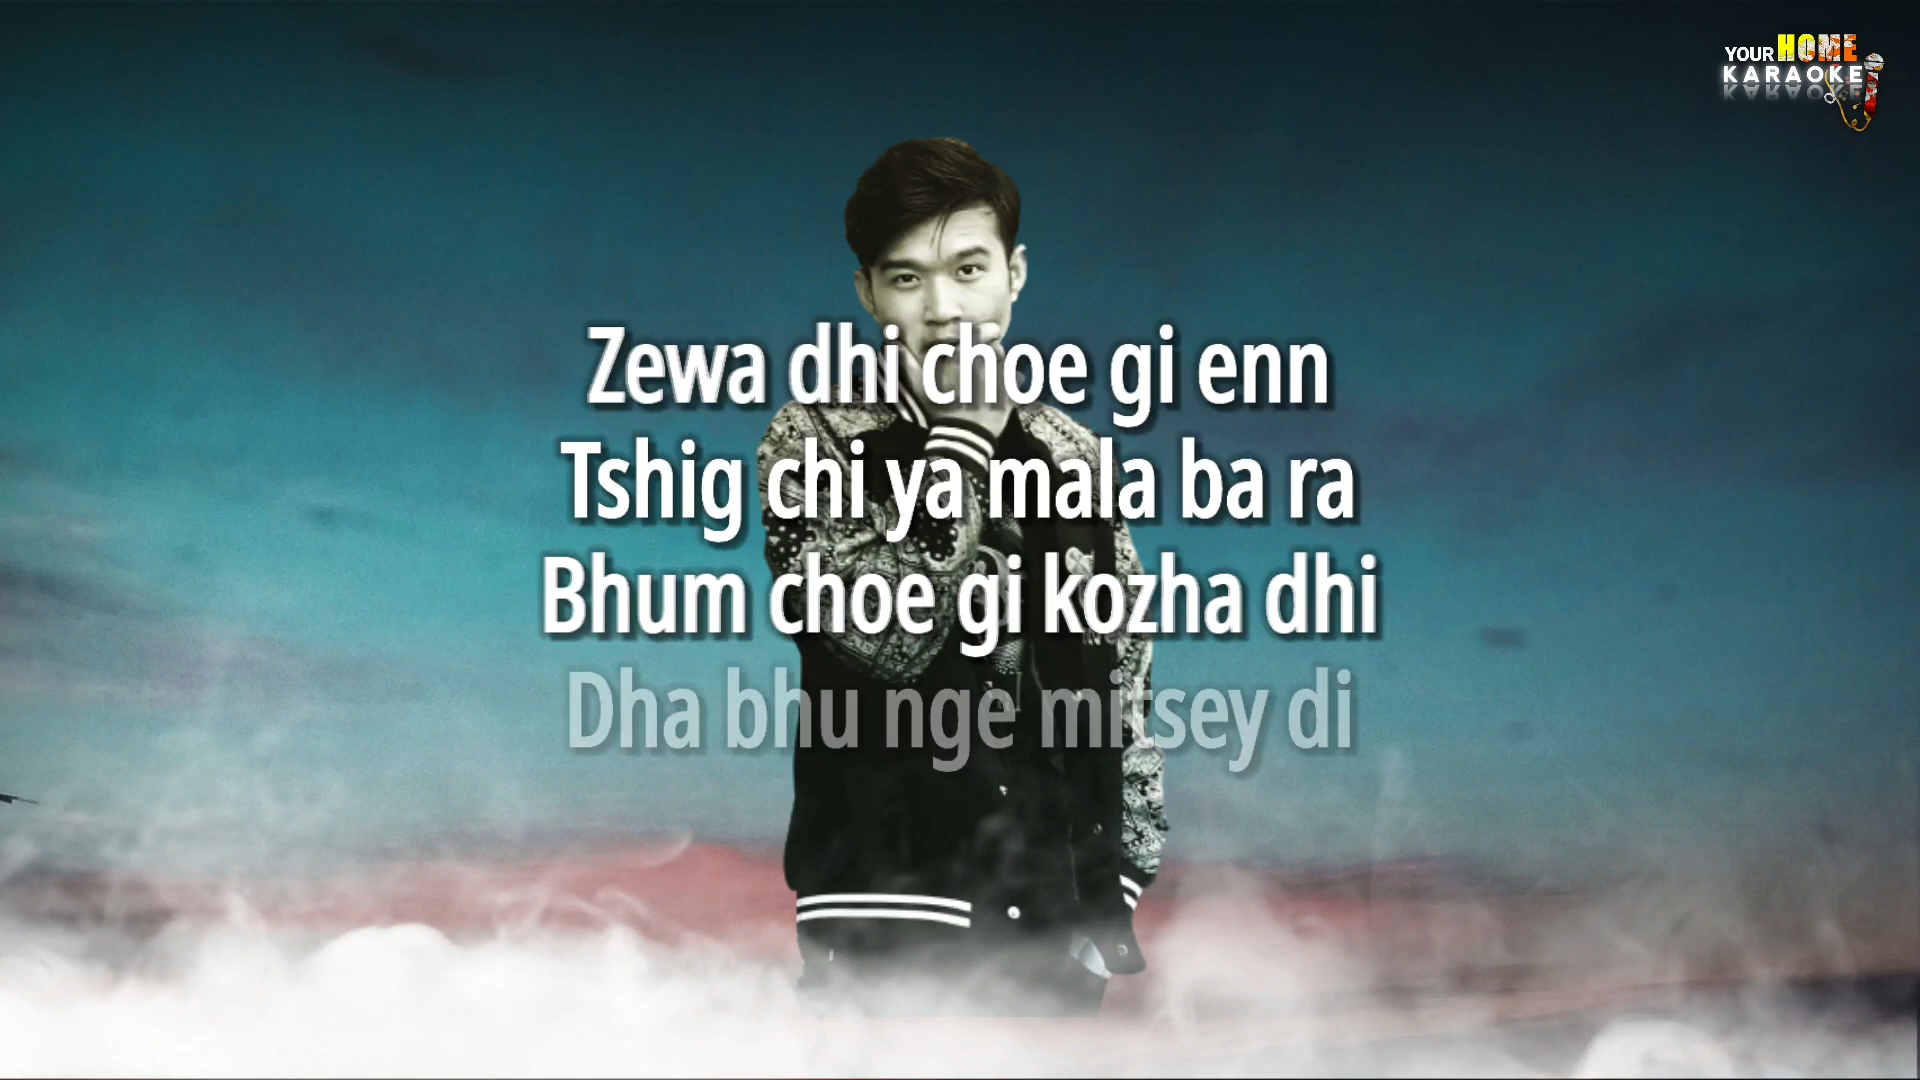 YOUR HOME
KARAOKE
Zewa dhi choe gi enn
Tshig chi ya mala ba ra
Bhum choe gi kozha dhi
Dha bhu nge mitsey di